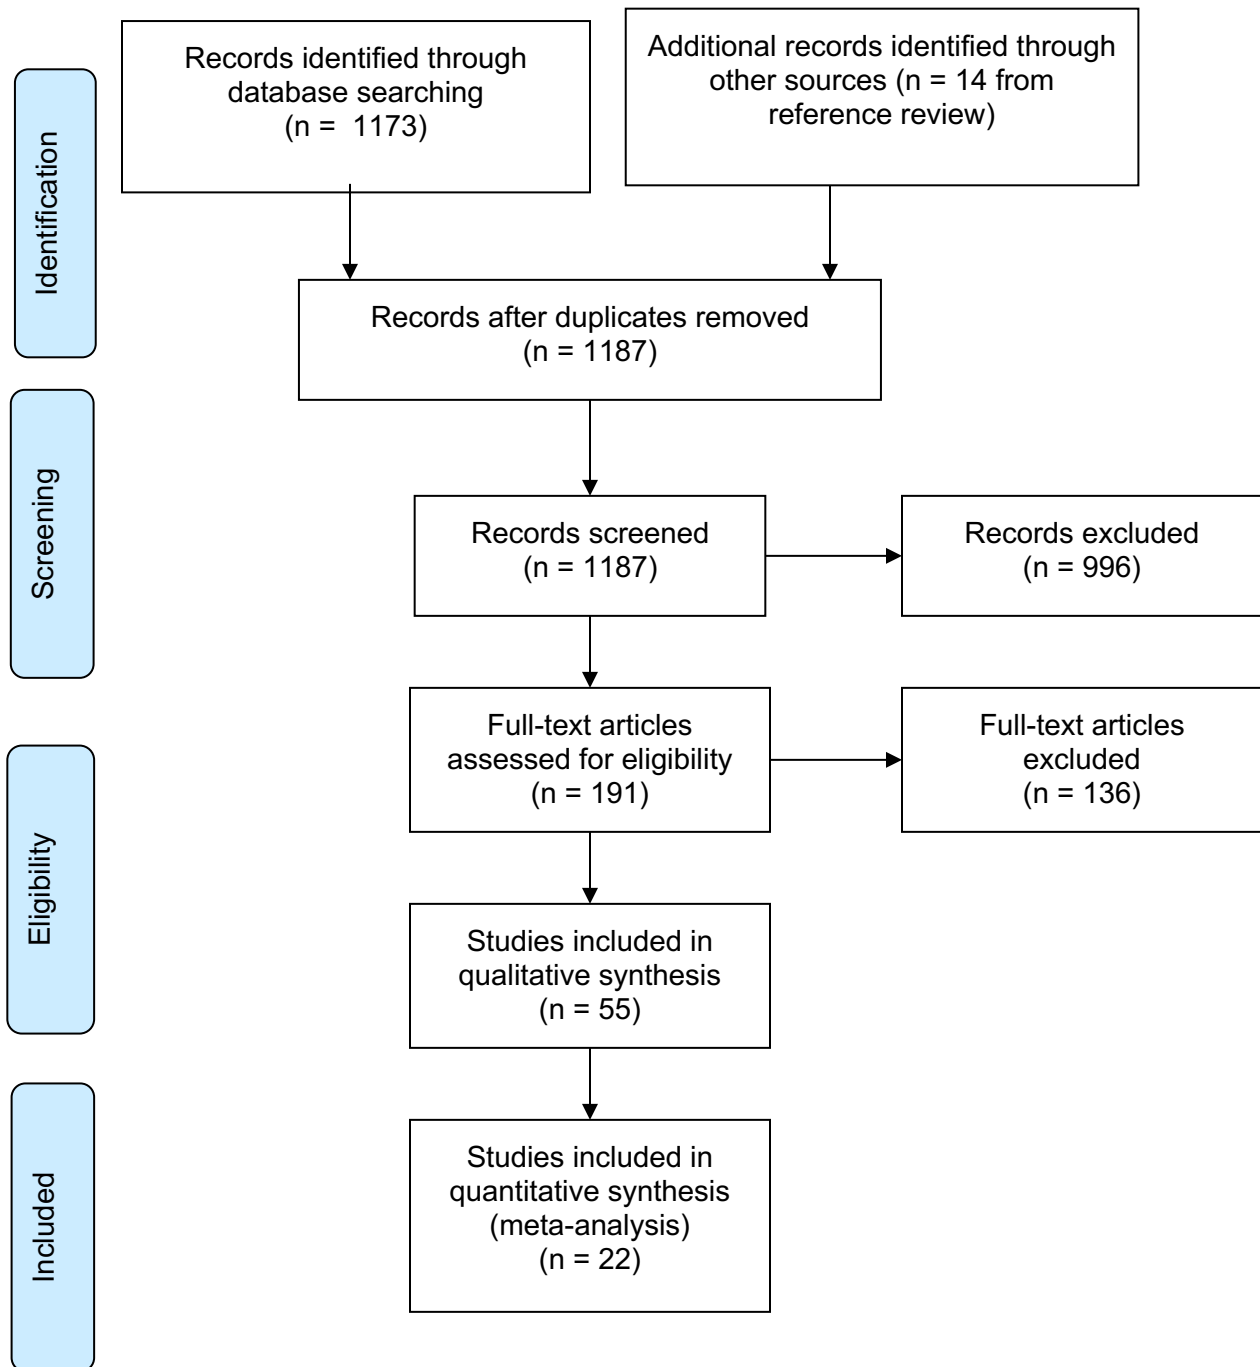 Identification
Records identified through
database searching
(n =  1173)
Additional records identified through
other sources (n = 14 from
reference review)
Records after duplicates removed
(n = 1187)
Screening
Records screened
(n = 1187)
Records excluded
(n = 996)
Eligibility
Full-text articles
assessed for eligibility
(n = 191)
Full-text articles
excluded
(n = 136)
Studies included in
qualitative synthesis
(n = 55)
Included
Studies included in
quantitative synthesis
(meta-analysis)
(n = 22)